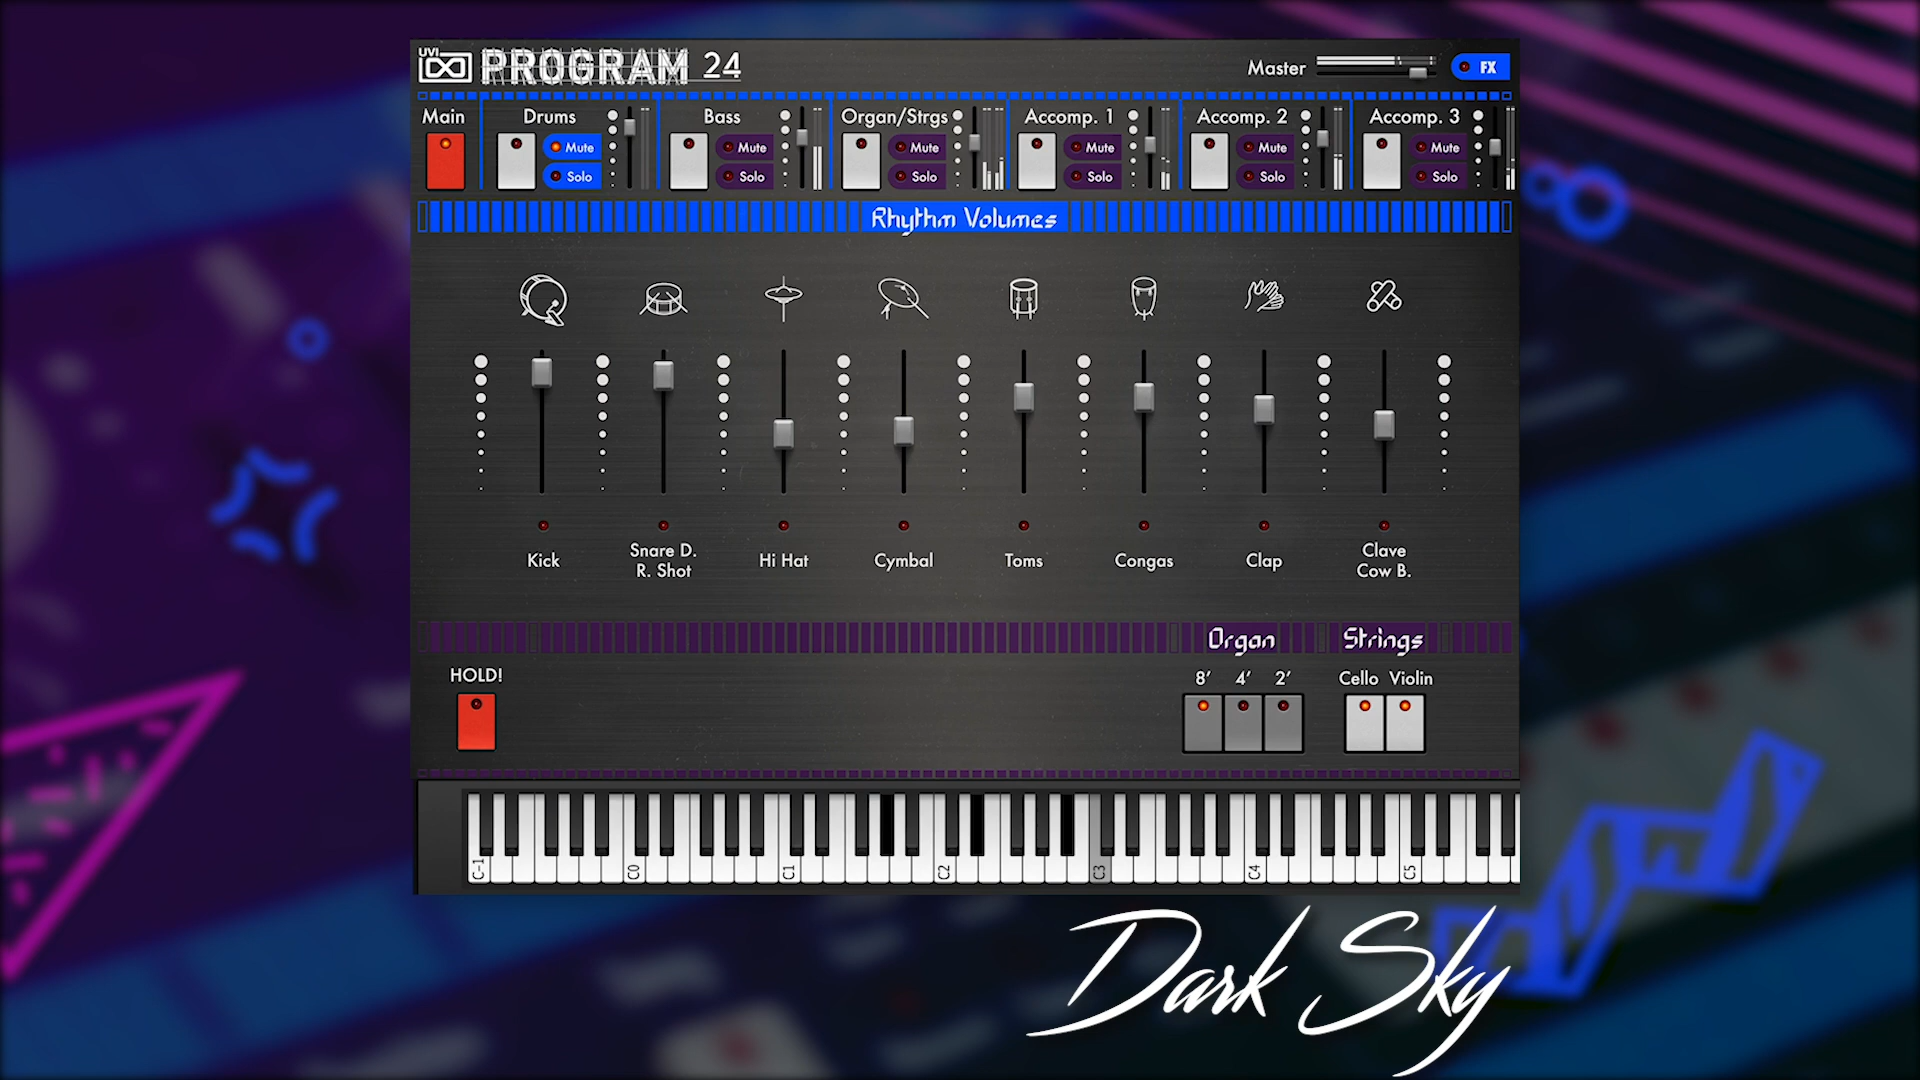 UVI
PROGRAM 24
Master
FX
Main
Drums
Mute
Solo
Bass
Mute
Solo
Organ/Strgs
Mute
Solo
Accomp. 1
Mute
Solo
Accomp. 2
Mute
Solo
Accomp. 3
Mute
Solo
Rhythm Volumes
Kick
Snare D.
R. Shot
Hi Hat
Cymbal
Toms
Congas
Clap
Clave
Cow B.
Organ
Strings
HOLD!
8’ 4’ 2’
Cello Violin
C-1 C0 C1 C2 C3 C4 C5
Dark Sky